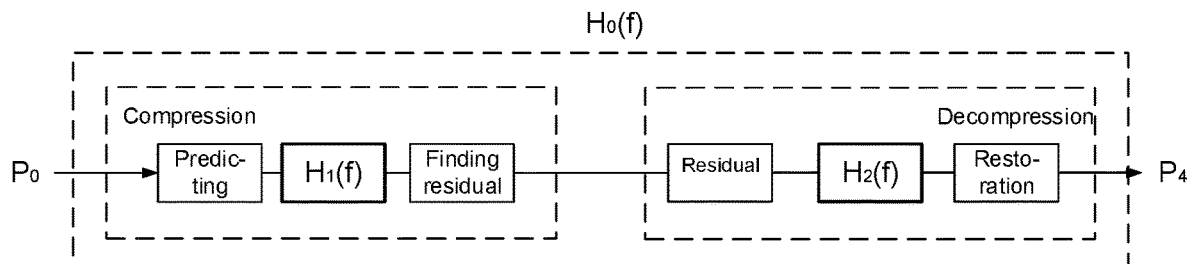 H₀(f)
Compression
Decompression
P₀
Predic-
ting
H₁(f)
Finding
residual
Residual
H₂(f)
Resto-
ration
P₄